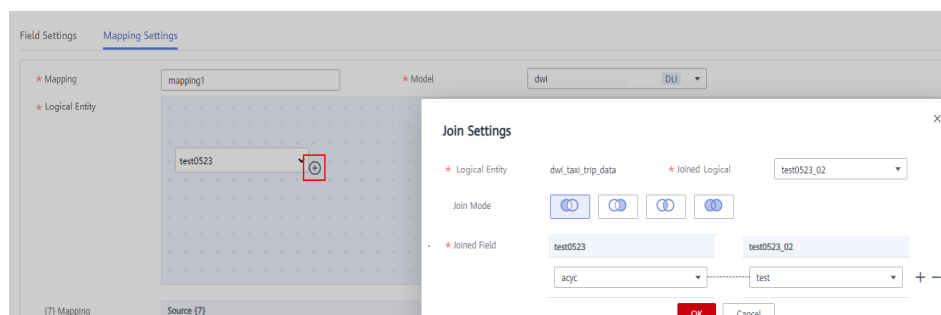 Field Settings Mapping Settings
* Mapping mapping1 * Model dwi DLI
* Logical Entity
Join Settings
test0523
* Logical Entity dwi_taxi_trip_data * Joined Logical test0523_02
Join Mode
* Joined Field test0523 test0523_02
acyc test
{7} Mapping Source {7}
OK Cancel